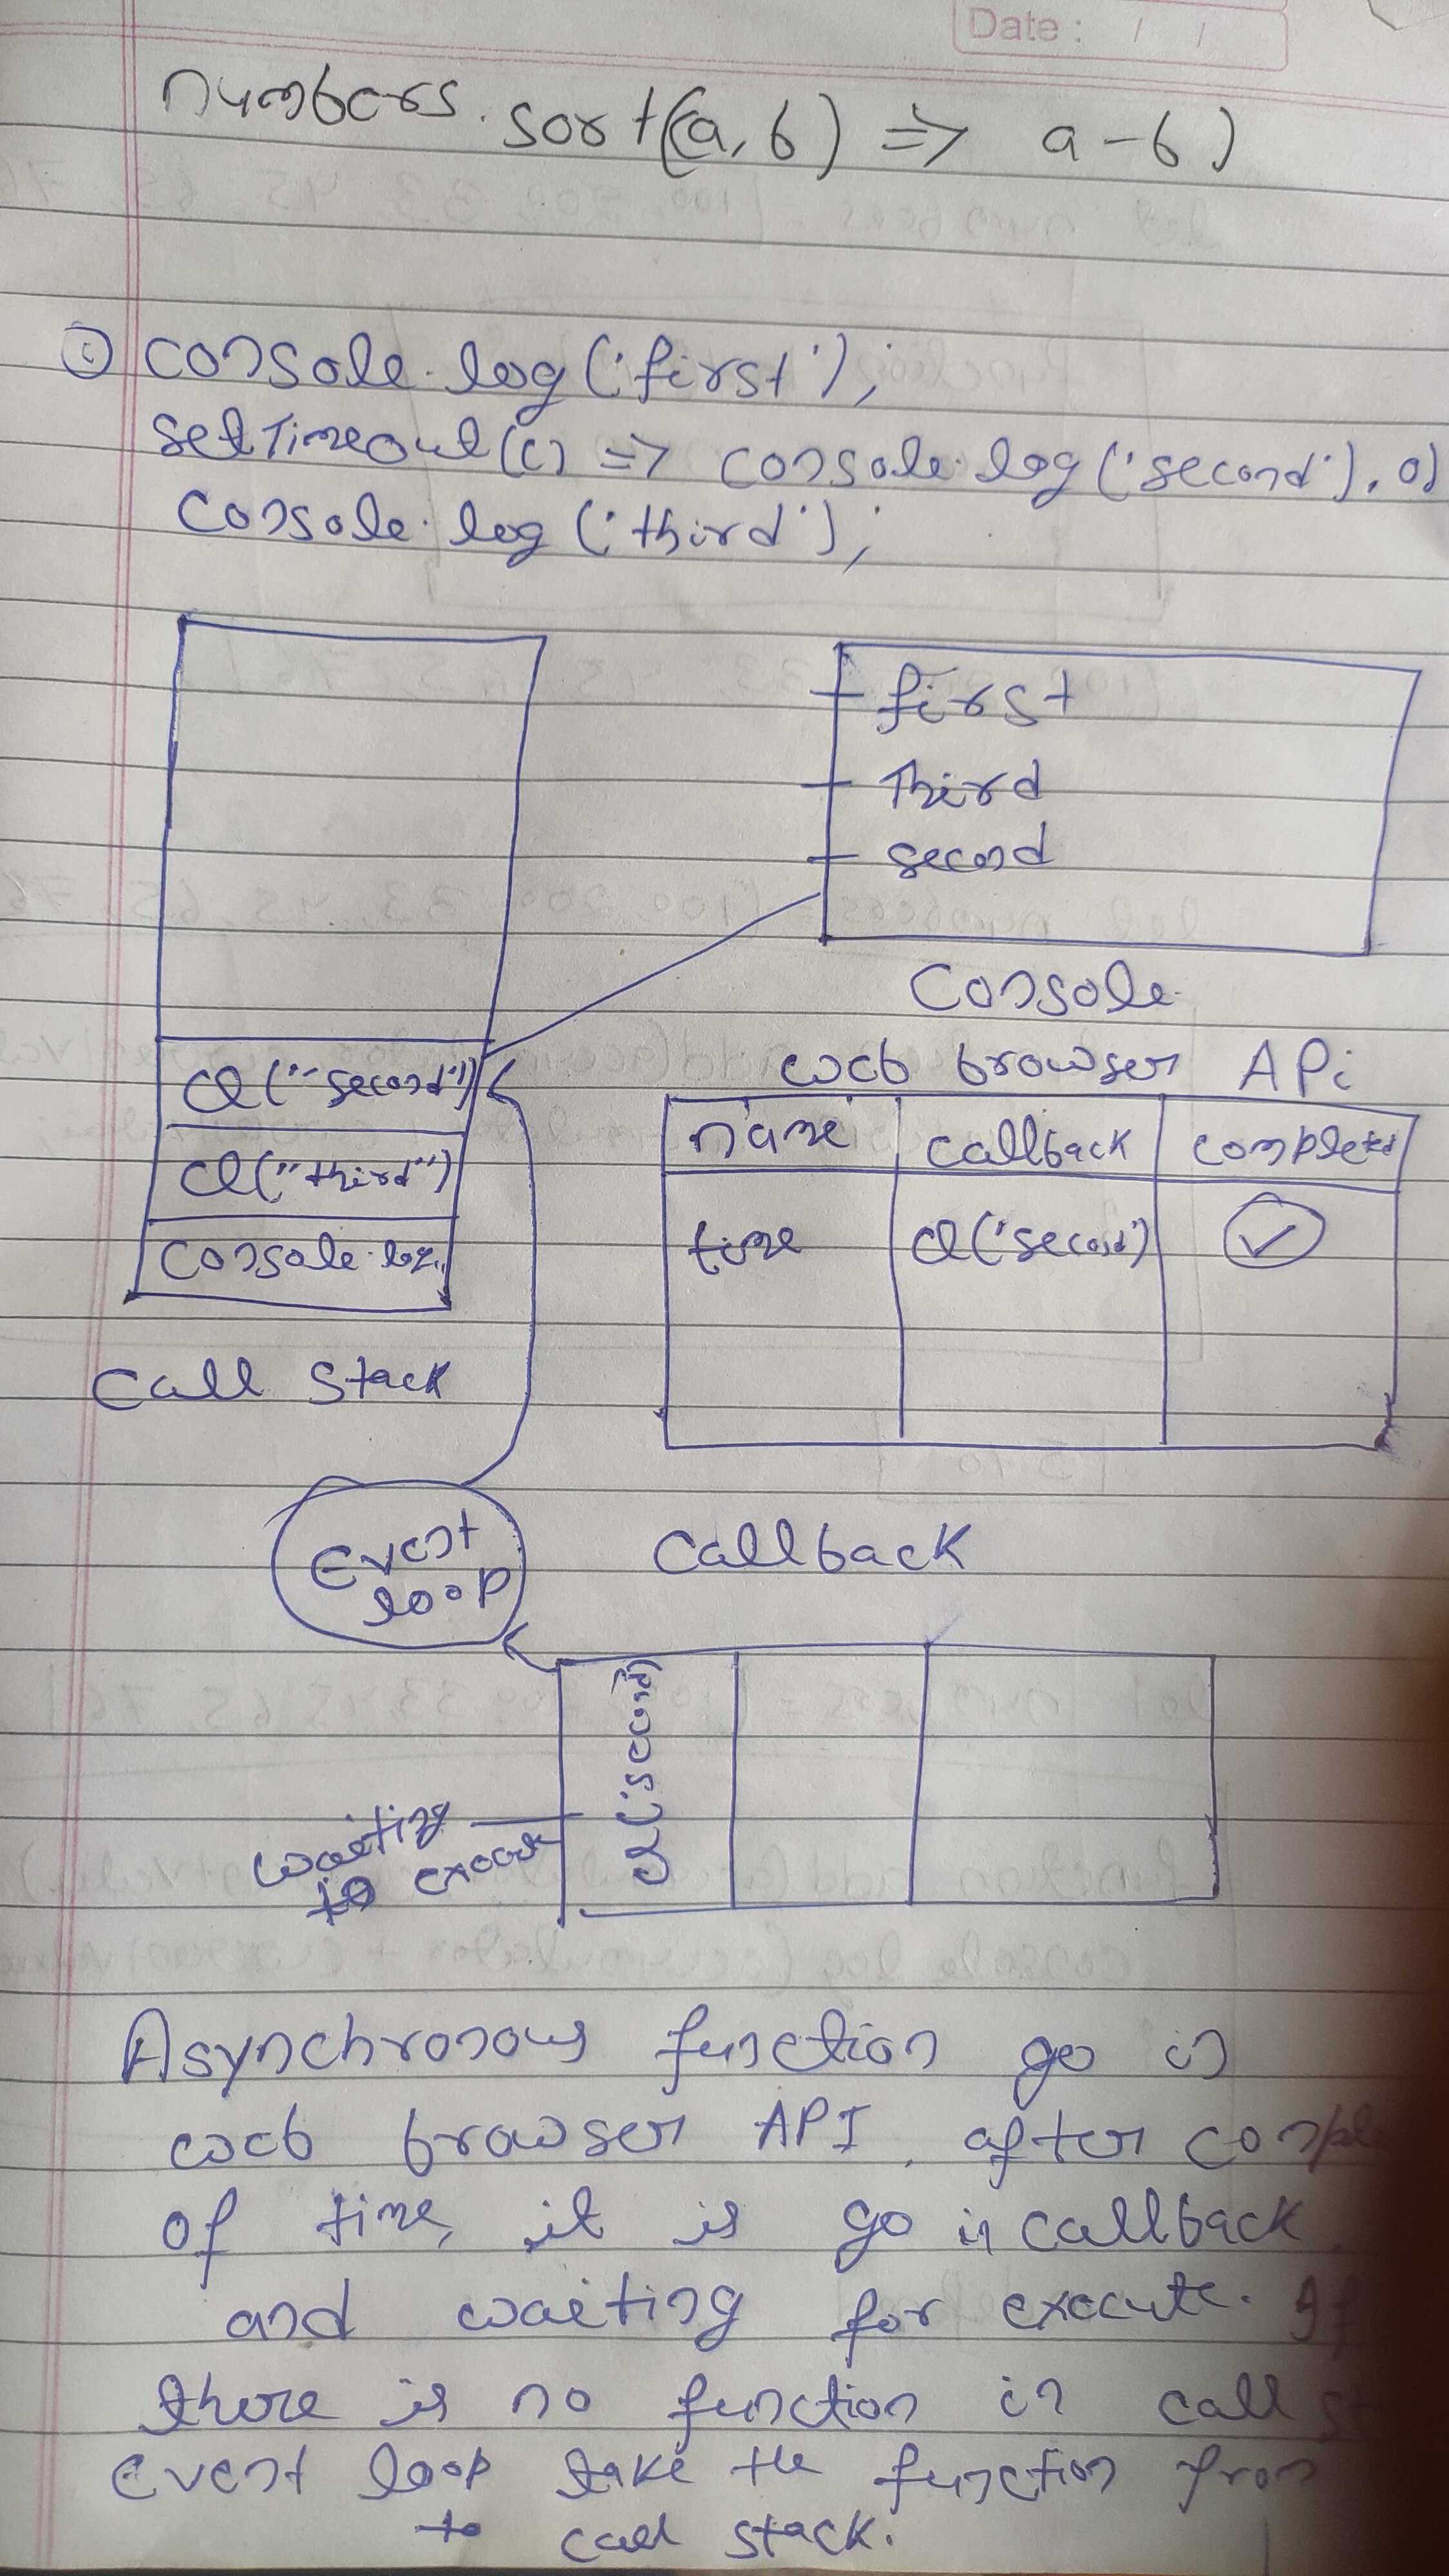 Date : / /
numbers.sort((a,b) => a-b)
① console.log('first');
setTimeout(() => console.log('second'), 0)
console.log('third');
first
Third
second
Console
cl("second")
cl("third")
console.log
Call Stack
web browser APi
name callback completed
time cl('second') ✓
Event
loop
Callback
cl('second')
waiting
to execute
Asynchronous function go in
web browser API, after
of time, it is go in callback
and waiting for execute. If
there is no function in call
Event loop take the function from
to call stack.